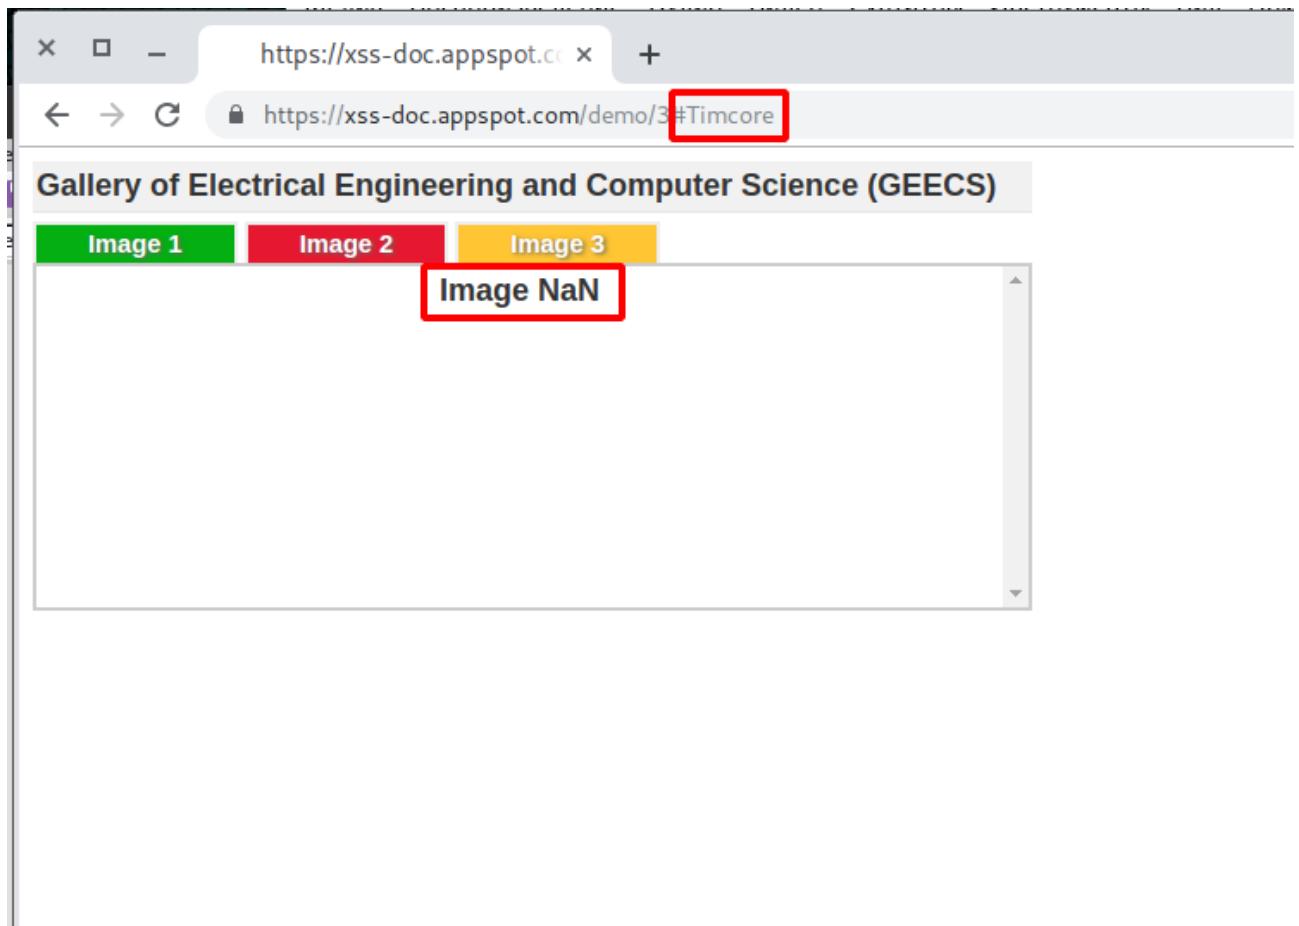 https://xss-doc.appspot.c
https://xss-doc.appspot.com/demo/3#Timcore
Gallery of Electrical Engineering and Computer Science (GEECS)
Image 1 Image 2 Image 3
Image NaN